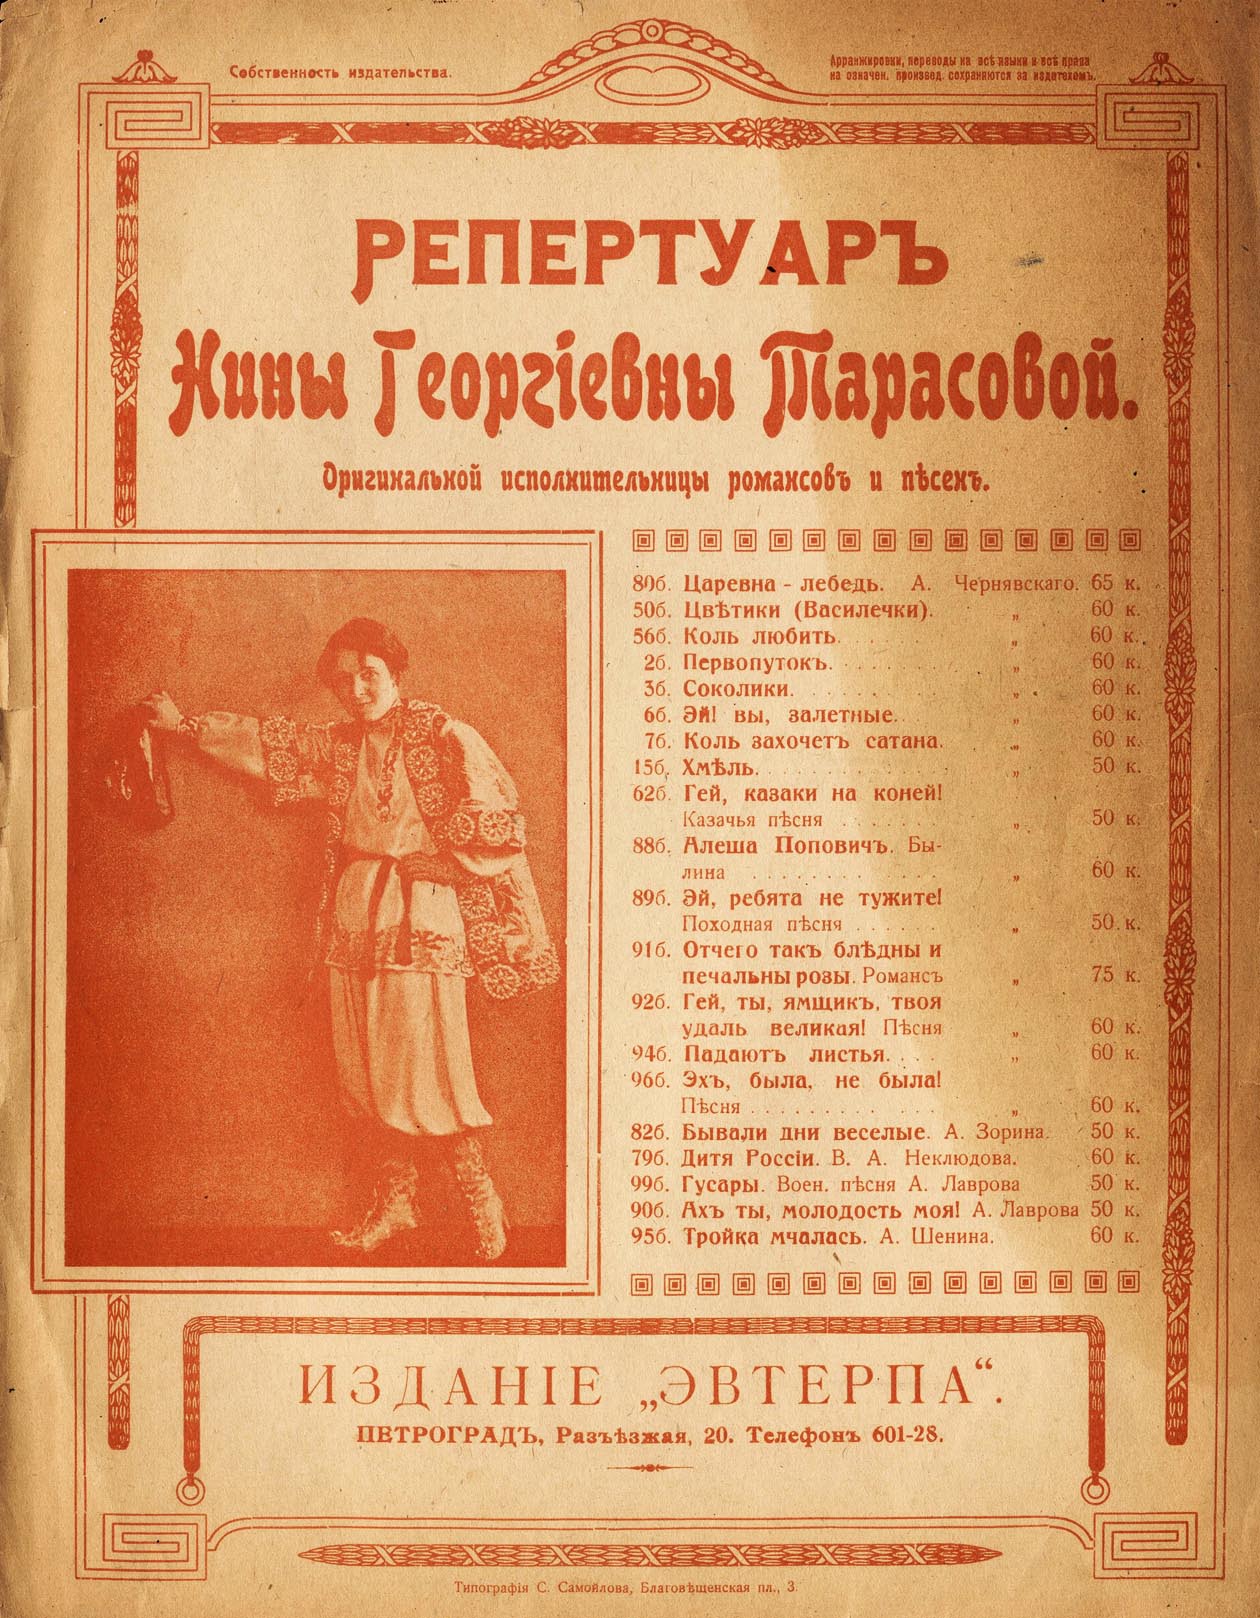 Собственность издательства.
Арранжировки, переводы на всѣ языки и всѣ права
на означен. произвед. сохраняются за издателемъ.
РЕПЕРТУАРЪ
Нины Георгіевны Тарасовой.
Оригинальной исполнительницы романсовъ и пѣсенъ.
80б. Царевна - лебедь. А. Чернявскаго. 65 к.
50б. Цвѣтики (Василечки). „ 60 к.
56б. Коль любить. . . . . . „ 60 к.
2б. Первопутокъ. . . . . . . „ 60 к.
3б. Соколики. . . . . . . . . „ 60 к.
6б. Эй! вы, залетные. . . „ 60 к.
7б. Коль захочетъ сатана. „ 60 к.
15б. Хмѣль. . . . . . . . . . . „ 50 к.
62б. Гей, казаки на коней!
Казачья пѣсня . . . . . . „ 50 к.
88б. Алеша Поповичъ. Бы-
лина . . . . . . . . . . . . „ 60 к.
89б. Эй, ребята не тужите!
Походная пѣсня . . . . . . „ 50 к.
91б. Отчего такъ блѣдны и
печальны розы. Романсъ „ 75 к.
92б. Гей, ты, ямщикъ, твоя
удаль великая! Пѣсня „ 60 к.
94б. Падаютъ листья. . . . „ 60 к.
96б. Эхъ, была, не была!
Пѣсня . . . . . . . . . . „ 60 к.
82б. Бывали дни веселые. А. Зорина. 50 к.
79б. Дитя Россіи. В. А. Неклюдова. 60 к.
99б. Гусары. Воен. пѣсня А. Лаврова 50 к.
90б. Ахъ ты, молодость моя! А. Лаврова 50 к.
95б. Тройка мчалась. А. Шенина. 60 к.
ИЗДАНІЕ „ЭВТЕРПА“.
ПЕТРОГРАДЪ, Разъѣзжая, 20. Телефонъ 601-28.
Типографія С. Самойлова, Благовѣщенская пл., 3.